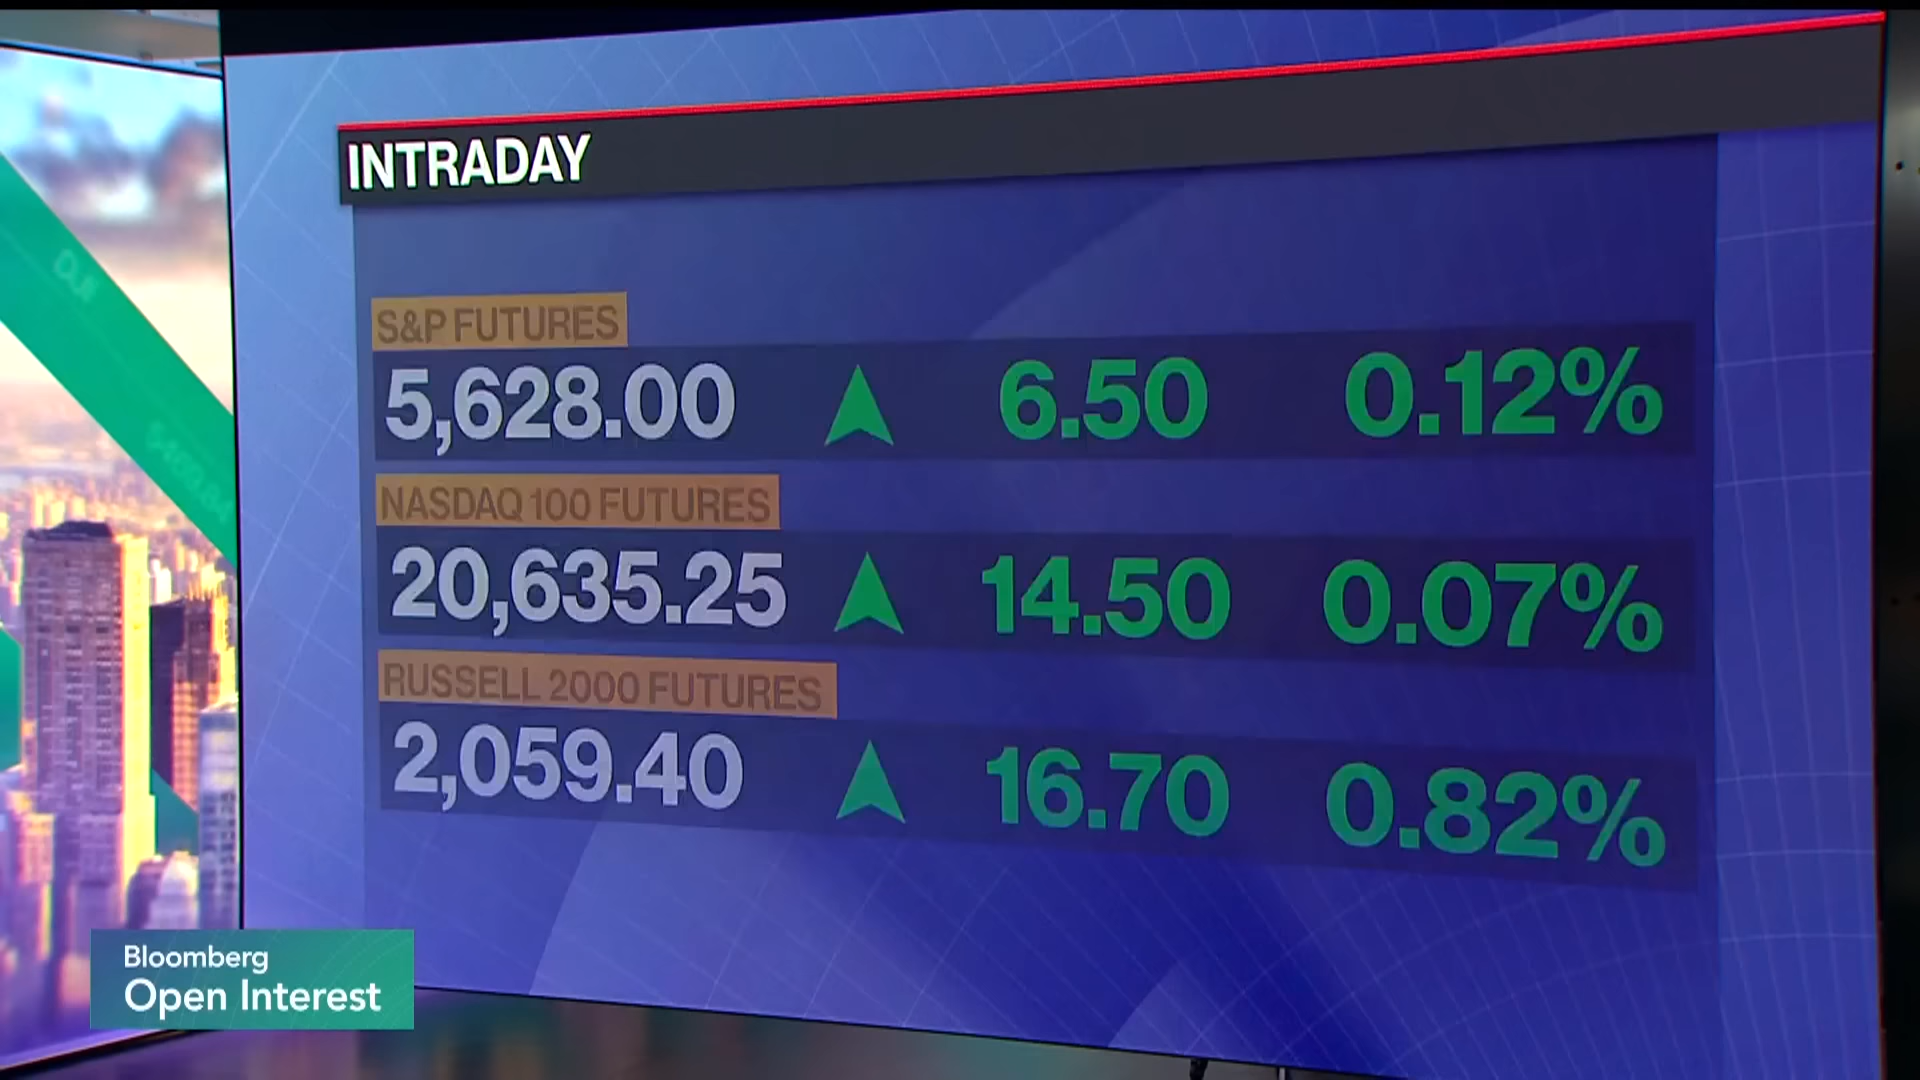 INTRADAY
S&P FUTURES
5,628.00 ▲ 6.50 0.12%
NASDAQ 100 FUTURES
20,635.25 ▲ 14.50 0.07%
RUSSELL 2000 FUTURES
2,059.40 ▲ 16.70 0.82%
Bloomberg
Open Interest